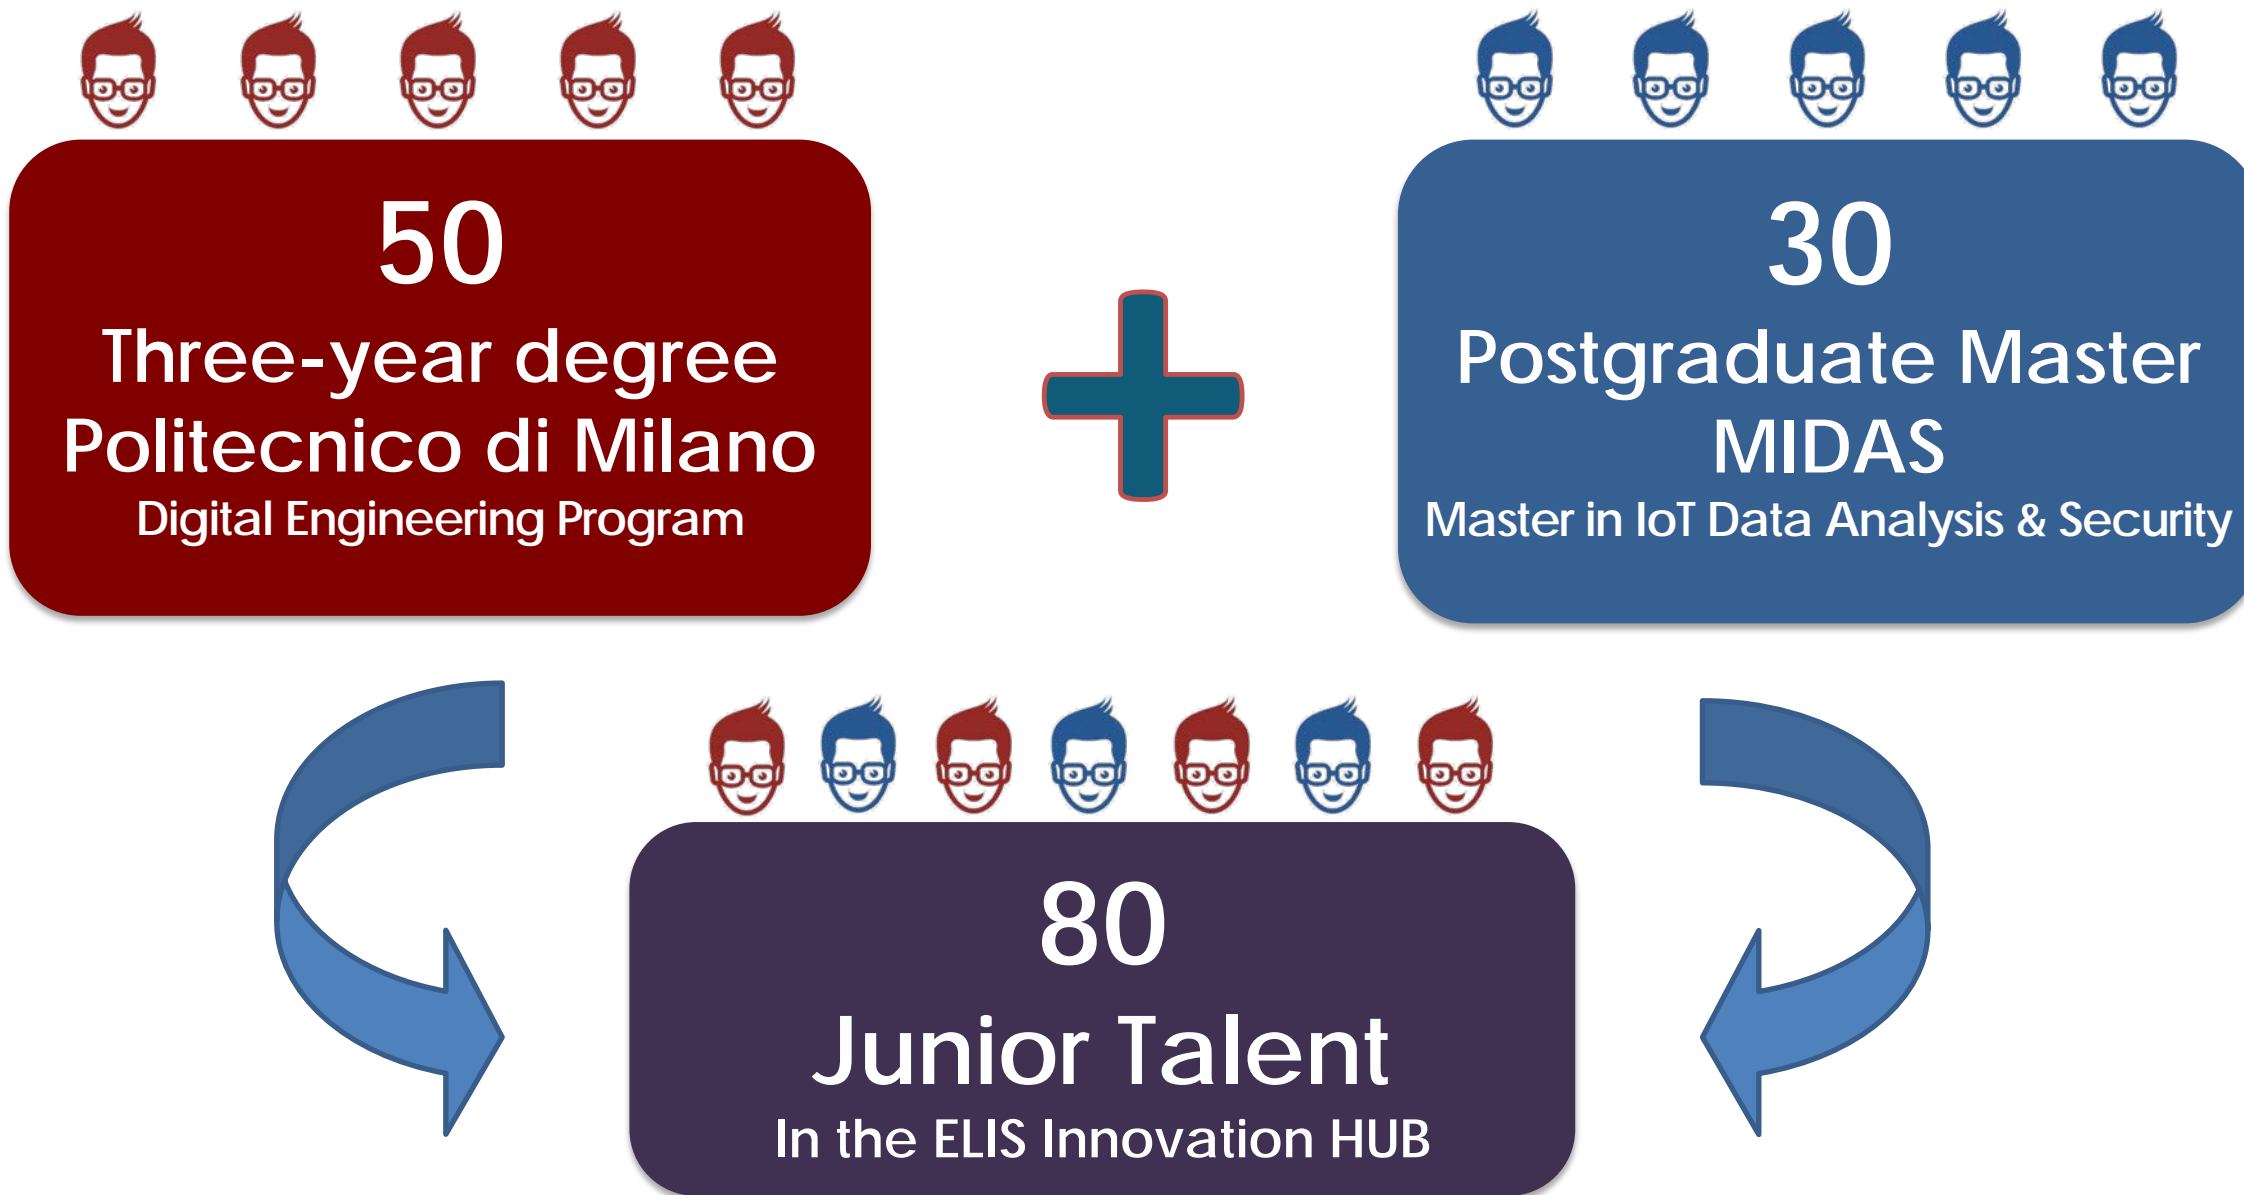 50
Three-year degree
Politecnico di Milano
Digital Engineering Program
30
Postgraduate Master
MIDAS
Master in IoT Data Analysis & Security
80
Junior Talent
In the ELIS Innovation HUB